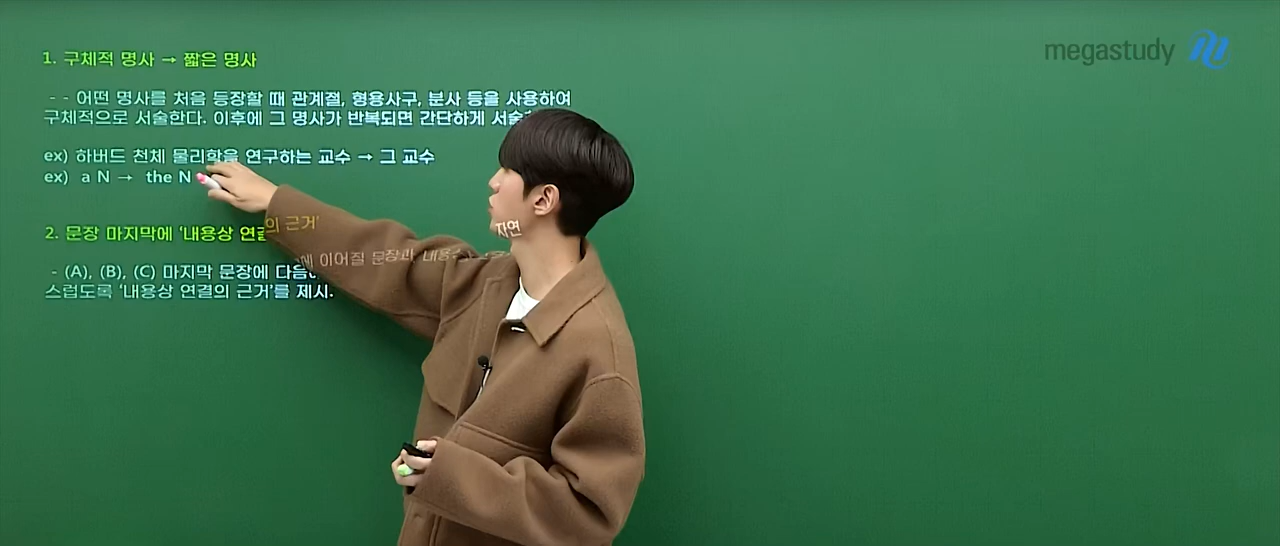 megastudy
1. 구체적 명사 → 짧은 명사
- - 어떤 명사를 처음 등장할 때 관계절, 형용사구, 분사 등을 사용하여
구체적으로 서술한다. 이후에 그 명사가 반복되면 간단하게
ex) 하버드 천체 물리학을 연구하는 교수 → 그 교수
ex) a N → the N
2. 문장 마지막에 ‘내용상 연결의 근거’
- (A), (B), (C) 마지막 문장에 다음에 이어질 문장과 내용상 자연
스럽도록 ‘내용상 연결의 근거’를 제시.